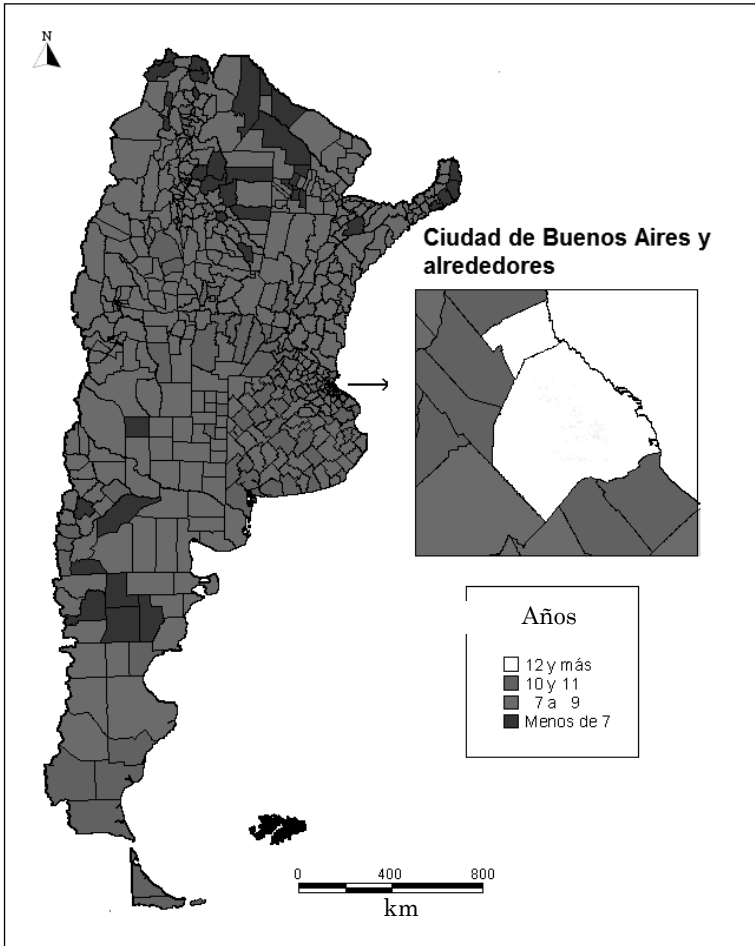 N
Ciudad de Buenos Aires y
alrededores
Años
12 y más
10 y 11
7 a 9
Menos de 7
0 400 800
km